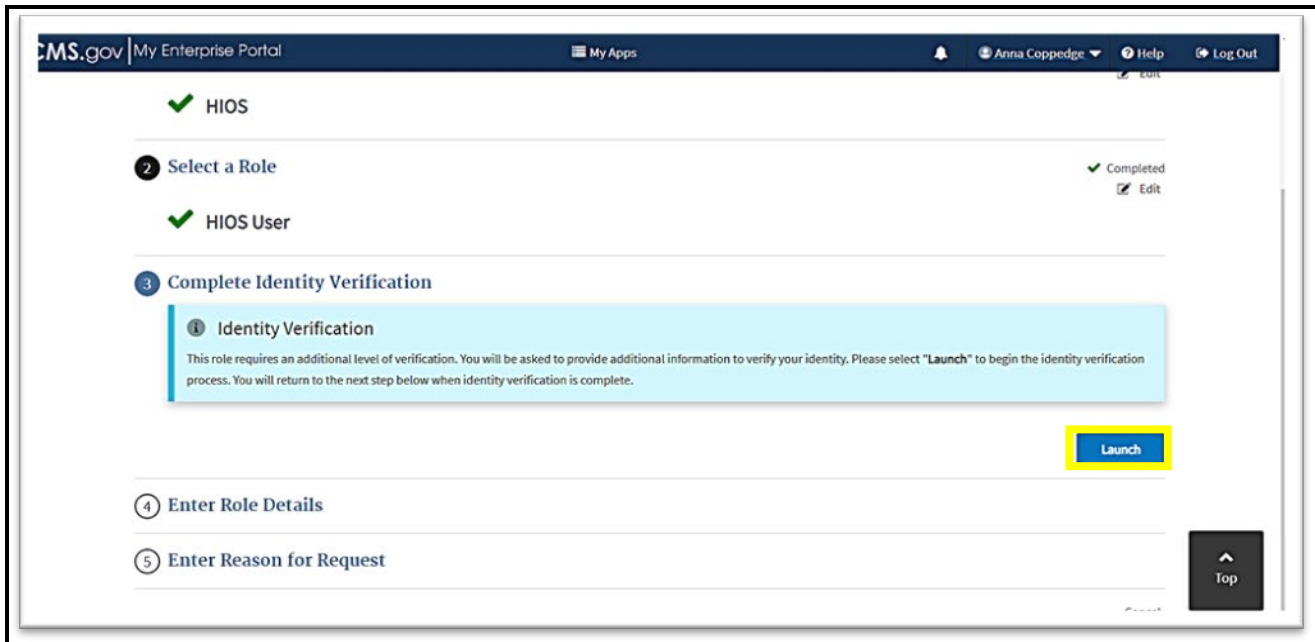 CMS.gov My Enterprise Portal My Apps Anna Coppedge Help Log Out
Edit
HIOS
2 Select a Role
Completed
Edit
HIOS User
3 Complete Identity Verification
Identity Verification
This role requires an additional level of verification. You will be asked to provide additional information to verify your identity. Please select "Launch" to begin the identity verification
process. You will return to the next step below when identity verification is complete.
Launch
4 Enter Role Details
5 Enter Reason for Request
Top